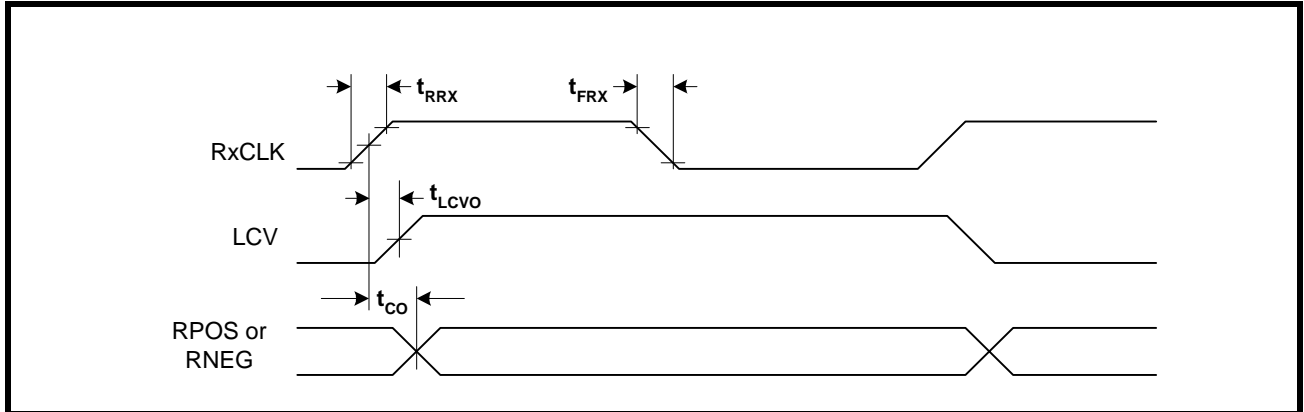 tRRX
tFRX
RxCLK
tLCVO
LCV
tCO
RPOS or
RNEG